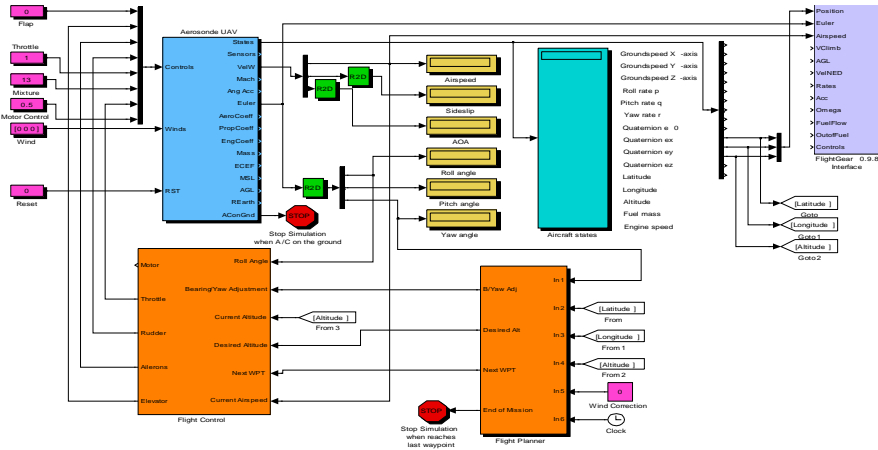 0
Flap
Throttle
1
13
Mixture
0.5
Motor Control
[0 0 0]
Wind
0
Reset
Aerosonde UAV
Controls
Winds
RST
States
Sensors
VelW
Mach
Ang Acc
Euler
AeroCoeff
PropCoeff
EngCoeff
Mass
ECEF
MSL
AGL
REarth
AConGnd
R2D
R2D
R2D
STOP
Stop Simulation
when A /C on the ground
Airspeed
Sideslip
AOA
Roll angle
Pitch angle
Yaw angle
Aircraft states
Groundspeed X -axis
Groundspeed Y -axis
Groundspeed Z -axis
Roll rate p
Pitch rate q
Yaw rate r
Quaternion e 0
Quaternion ex
Quaternion ey
Quaternion ez
Latitude
Longitude
Altitude
Fuel mass
Engine speed
Position
Euler
Airspeed
VClimb
AGL
VelNED
Rates
Acc
Omega
FuelFlow
OutofFuel
Controls
FlightGear 0.9.8
Interface
[Latitude ]
Goto
[Longitude ]
Goto1
[Altitude ]
Goto2
Motor
Throttle
Rudder
Ailerons
Elevator
Roll Angle
Bearing/Yaw Adjustment
Current Altitude
Desired Altitude
Next WPT
Current Airspeed
Flight Control
[Altitude ]
From 3
B/Yaw Adj
Desired Alt
Next WPT
End of Mission
In1
In2
In3
In4
In5
In6
Flight Planner
STOP
Stop Simulation
when reaches
last waypoint
[Latitude ]
From
[Longitude ]
From 1
[Altitude ]
From 2
0
Wind Correction
Clock